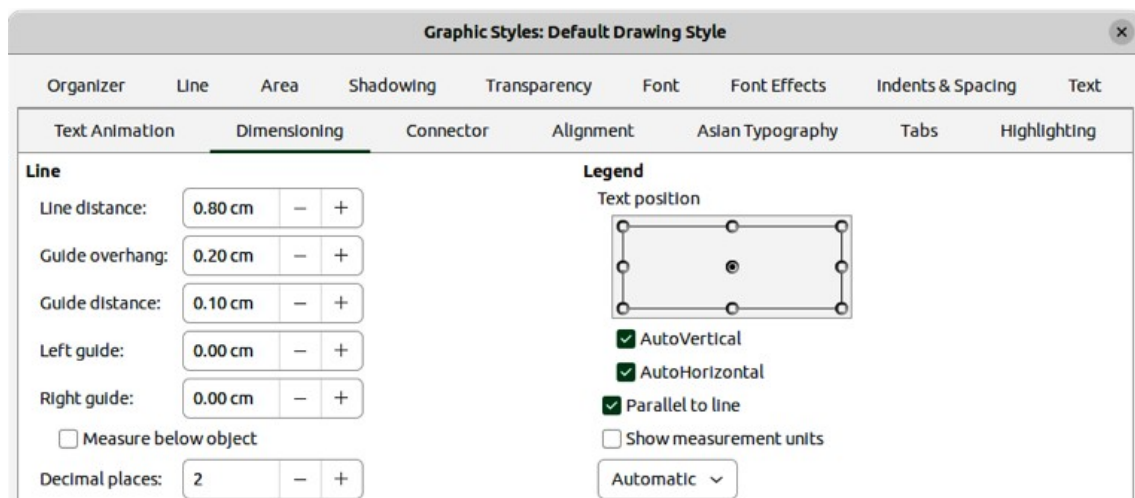 Graphic Styles: Default Drawing Style
Organizer Line Area Shadowing Transparency Font Font Effects Indents & Spacing Text
Text Animation Dimensioning Connector Alignment Asian Typography Tabs Highlighting
Line
Line distance: 0.80 cm − +
Guide overhang: 0.20 cm − +
Guide distance: 0.10 cm − +
Left guide: 0.00 cm − +
Right guide: 0.00 cm − +
Measure below object
Decimal places: 2 − +
Legend
Text position
AutoVertical
AutoHorizontal
Parallel to line
Show measurement units
Automatic